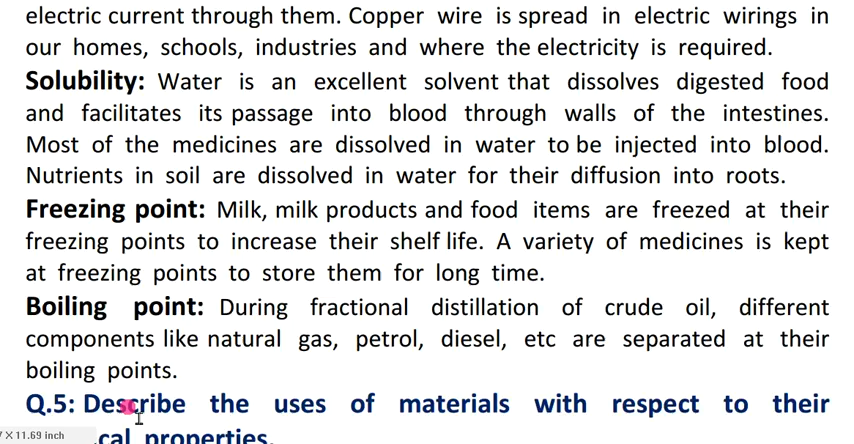 electric current through them. Copper wire is spread in electric wirings in
our homes, schools, industries and where the electricity is required.
Solubility: Water is an excellent solvent that dissolves digested food
and facilitates its passage into blood through walls of the intestines.
Most of the medicines are dissolved in water to be injected into blood.
Nutrients in soil are dissolved in water for their diffusion into roots.
Freezing point: Milk, milk products and food items are freezed at their
freezing points to increase their shelf life. A variety of medicines is kept
at freezing points to store them for long time.
Boiling point: During fractional distillation of crude oil, different
components like natural gas, petrol, diesel, etc are separated at their
boiling points.
Q.5: Describe the uses of materials with respect to their
cal properties.
7 X 11.69 inch